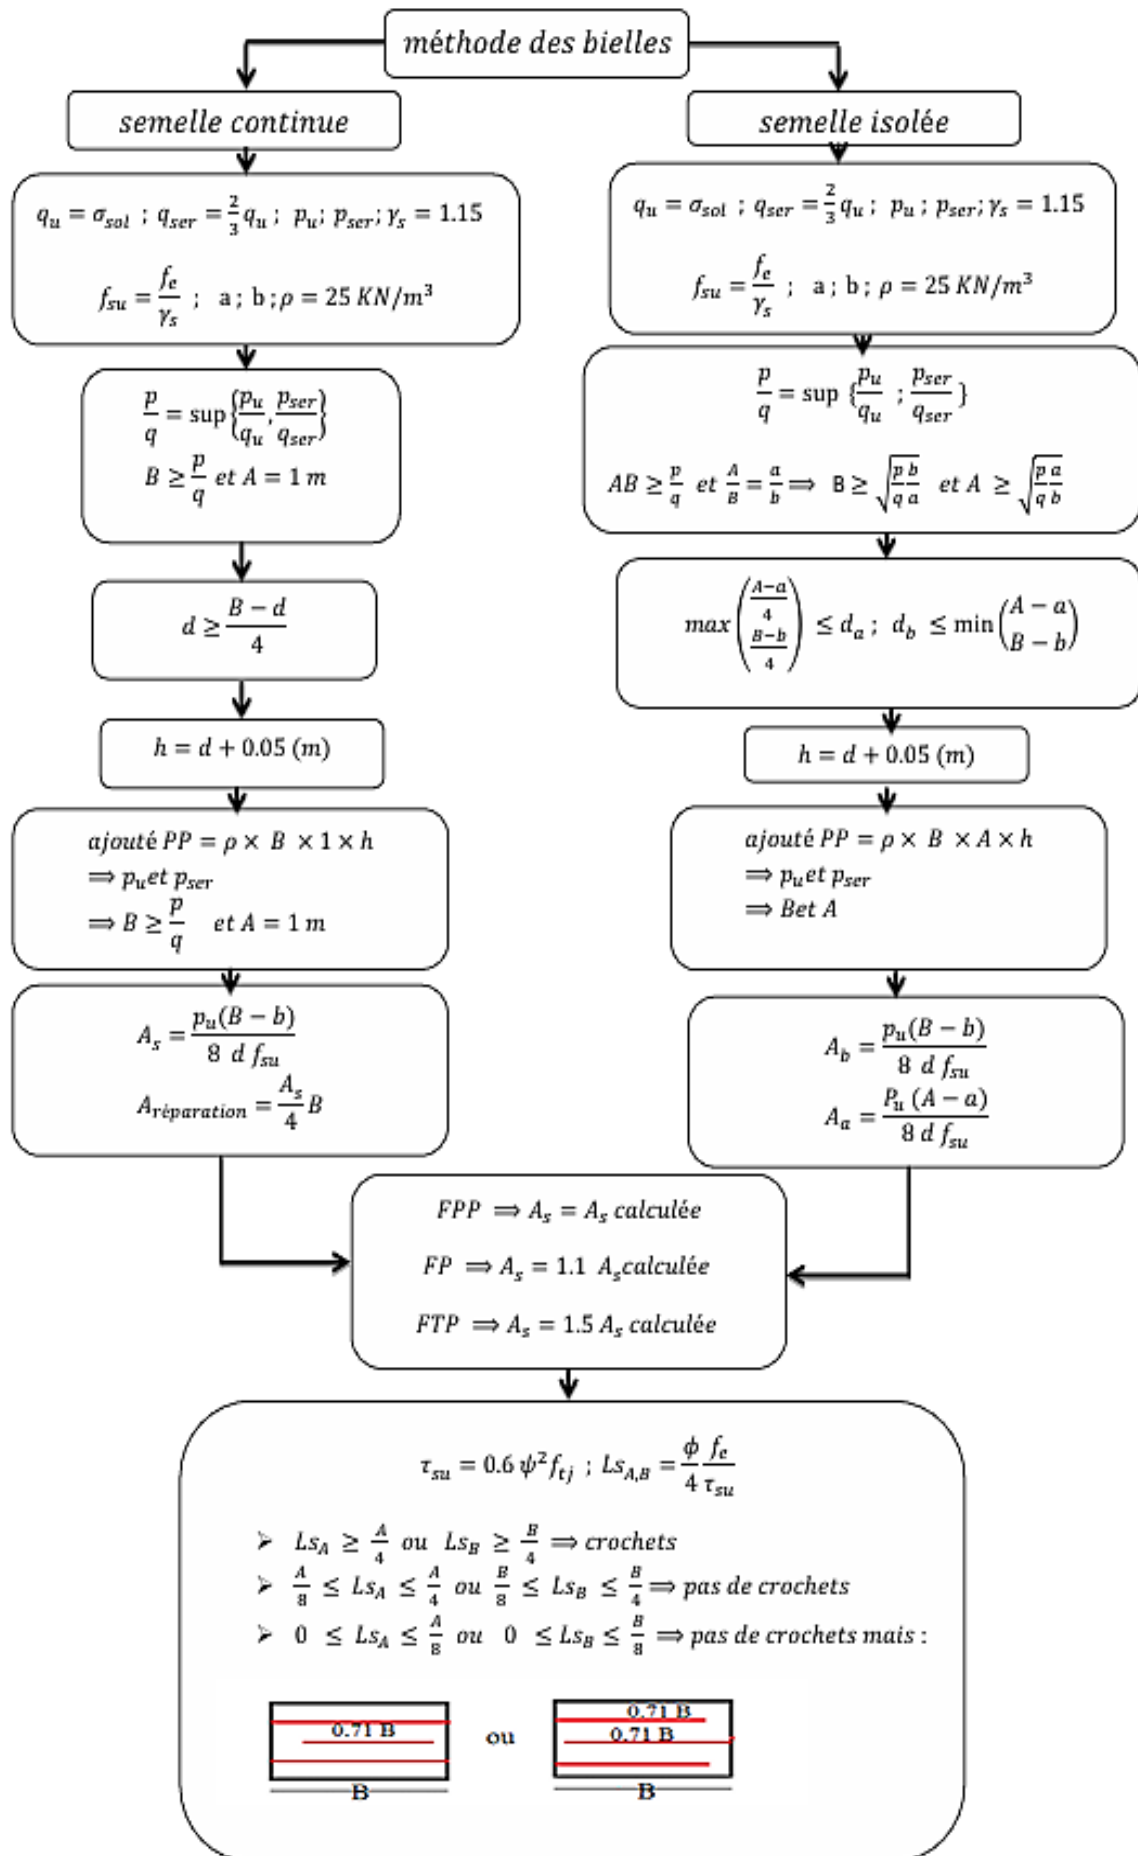 méthode des bielles
semelle continue
q_u = σ_sol ; q_ser = 2/3 q_u ; p_u; p_ser; γ_s = 1.15
f_su = f_e/γ_s ; a ; b ; ρ = 25 KN/m³
p/q = sup{p_u/q_u, p_ser/q_ser}
B ≥ p/q et A = 1 m
d ≥ (B − d)/4
h = d + 0.05 (m)
ajouté PP = ρ × B × 1 × h
⟹ p_u et p_ser
⟹ B ≥ p/q et A = 1 m
A_s = p_u(B − b)/(8 d f_su)
A_réparation = A_s/4 B
semelle isolée
q_u = σ_sol ; q_ser = 2/3 q_u ; p_u ; p_ser; γ_s = 1.15
f_su = f_e/γ_s ; a ; b ; ρ = 25 KN/m³
p/q = sup {p_u/q_u ; p_ser/q_ser }
AB ≥ p/q et A/B = a/b ⟹ B ≥ √(p b/q a) et A ≥ √(p a/q b)
max((A−a)/4 (B−b)/4) ≤ d_a ; d_b ≤ min(A − a B − b)
h = d + 0.05 (m)
ajouté PP = ρ × B × A × h
⟹ p_u et p_ser
⟹ Bet A
A_b = p_u(B − b)/(8 d f_su)
A_a = P_u (A − a)/(8 d f_su)
FPP ⟹ A_s = A_s calculée
FP ⟹ A_s = 1.1 A_s calculée
FTP ⟹ A_s = 1.5 A_s calculée
τ_su = 0.6 ψ² f_tj ; Ls_A,B = ϕ/4 f_e/τ_su
➢ Ls_A ≥ A/4 ou Ls_B ≥ B/4 ⟹ crochets
➢ A/8 ≤ Ls_A ≤ A/4 ou B/8 ≤ Ls_B ≤ B/4 ⟹ pas de crochets
➢ 0 ≤ Ls_A ≤ A/8 ou 0 ≤ Ls_B ≤ B/8 ⟹ pas de crochets mais :
0.71 B
B
ou
0.71 B
0.71 B
B